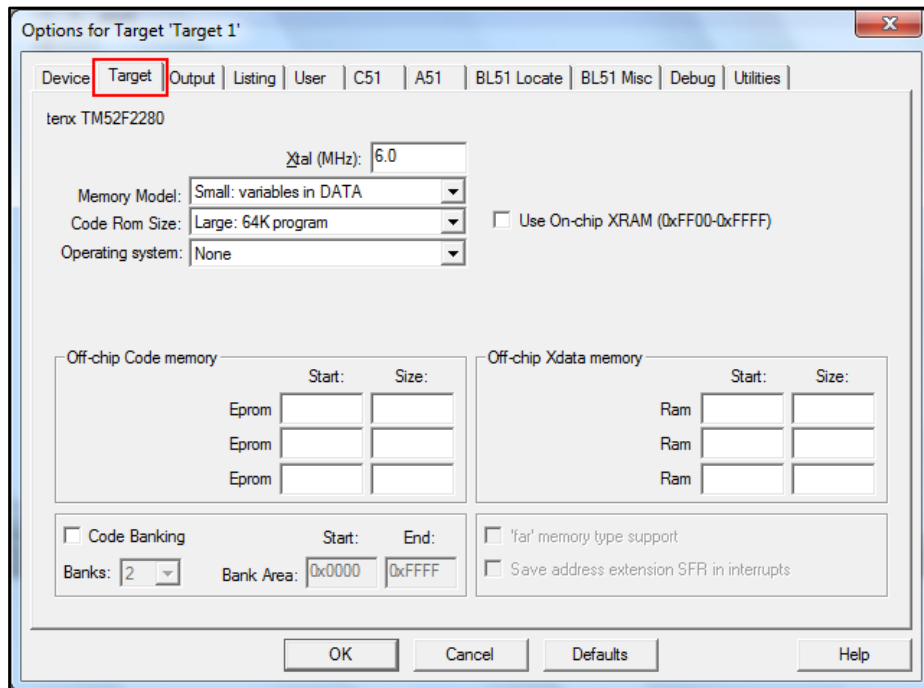 Options for Target 'Target 1'
Device Target Output Listing User C51 A51 BL51 Locate BL51 Misc Debug Utilities
tenx TM52F2280
Xtal (MHz): 6.0
Memory Model: Small: variables in DATA
Code Rom Size: Large: 64K program Use On-chip XRAM (0xFF00-0xFFFF)
Operating system: None
Off-chip Code memory
Start: Size:
Eprom
Eprom
Eprom
Off-chip Xdata memory
Start: Size:
Ram
Ram
Ram
Code Banking Start: End:
Banks: 2 Bank Area: 0x0000 0xFFFF
'far' memory type support
Save address extension SFR in interrupts
OK Cancel Defaults Help